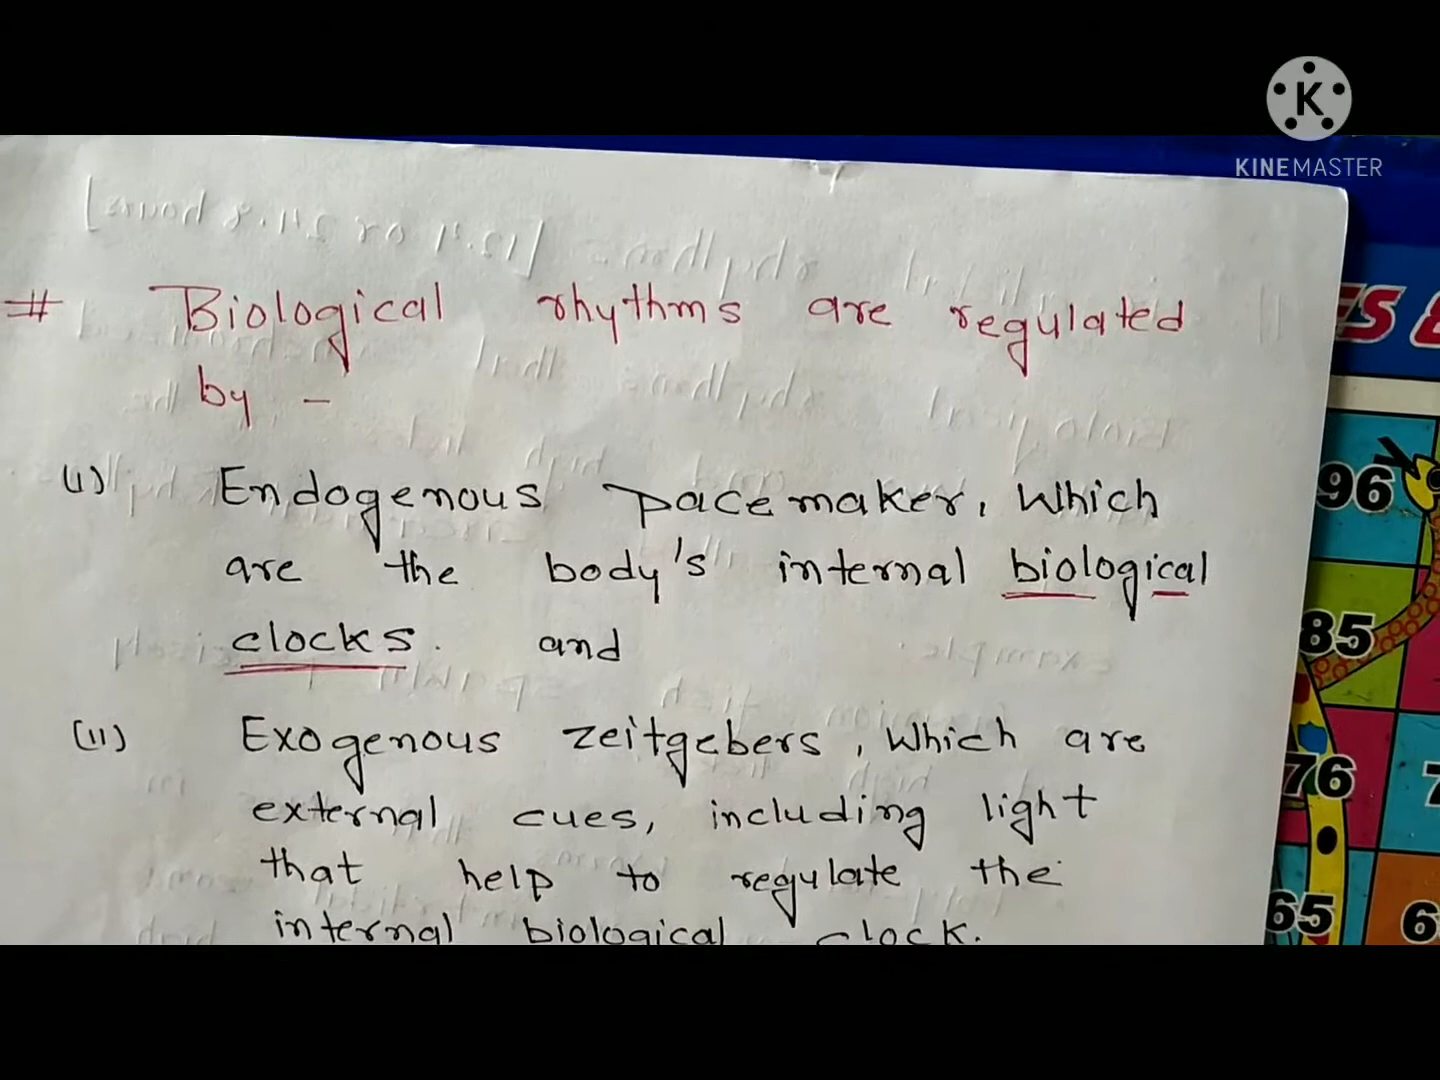 KINEMASTER
# Biological rhythms are regulated
by -
(i) Endogenous pacemaker, which
are the body's internal biological
clocks. and
(ii) Exogenous zeitgebers, which are
external cues, including light
that help to regulate the
internal biological clock.
ES &
96
85
76
65